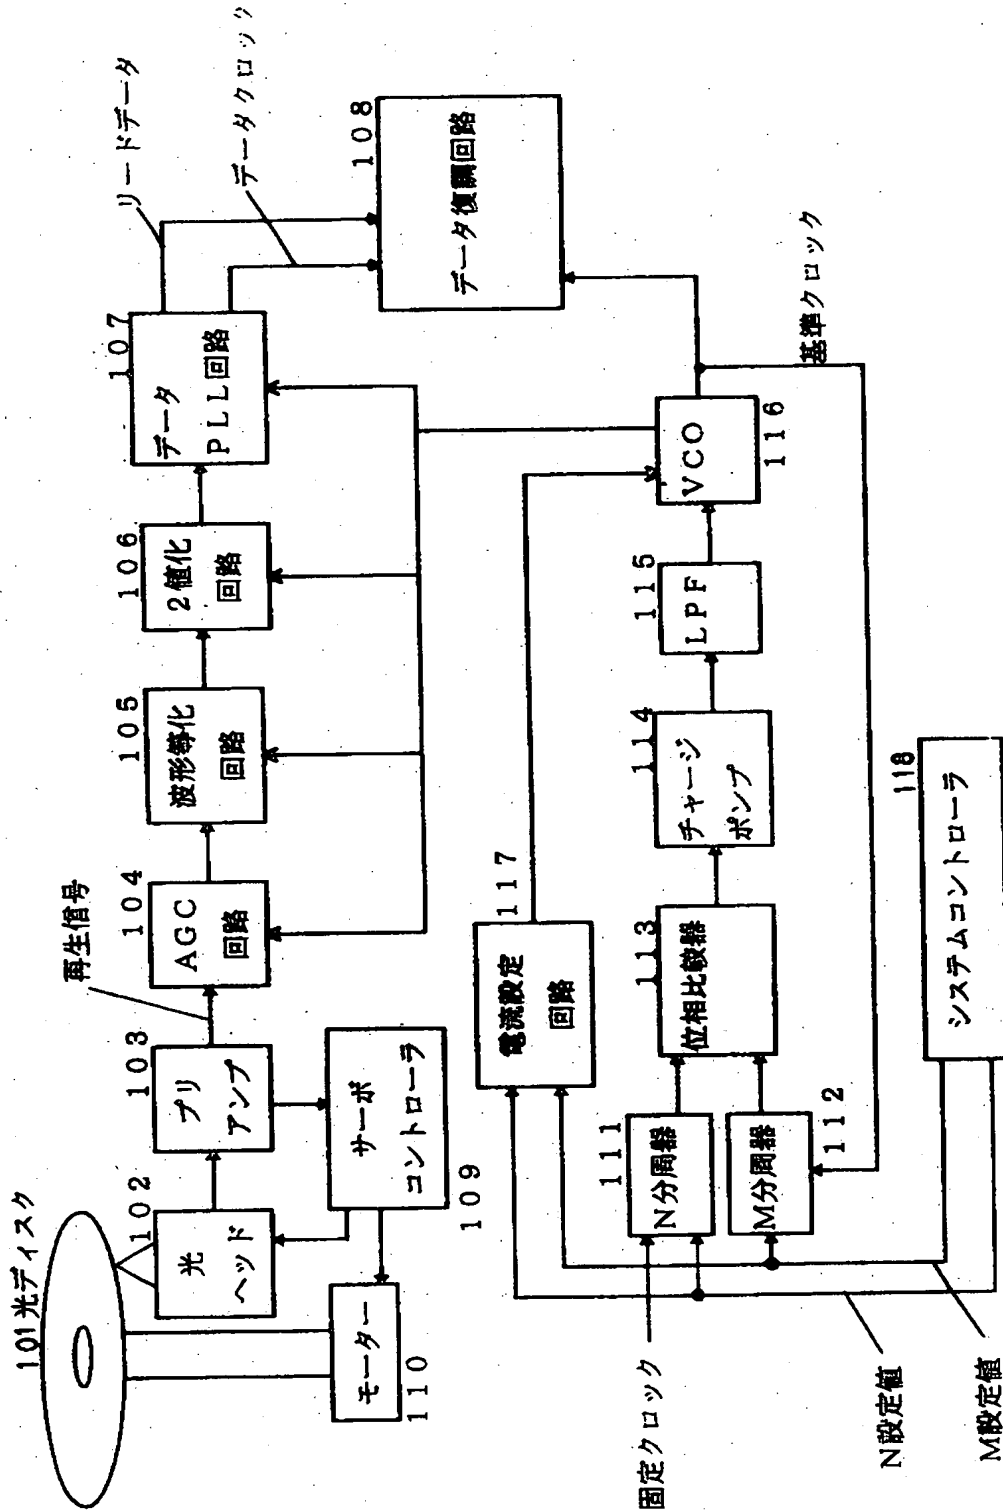 101光ディスク
102
光
ヘッド
103
プリ
アンプ
再生信号
104
AGC
回路
105
波形等化
回路
106
2値化
回路
107
データ
PLL回路
リードデータ
データクロック
108
データ復調回路
サーボ
コントローラ
109
モーター
110
117
電流設定
回路
固定クロック
111
N分周器
M分周器
112
113
位相比較器
114
チャージ
ポンプ
115
LPF
VCO
116
基準クロック
118
システムコントローラ
N設定値
M設定値